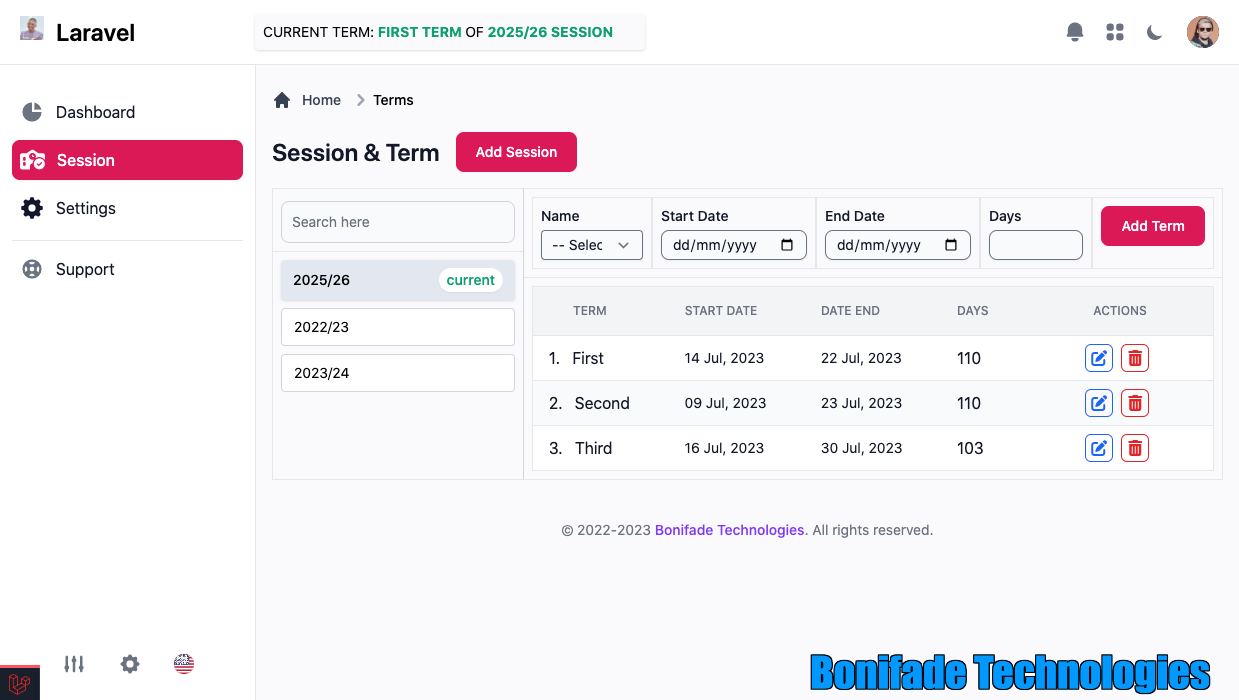 Laravel
CURRENT TERM: FIRST TERM OF 2025/26 SESSION
Dashboard
Session
Settings
Support
Home > Terms
Session & Term
Add Session
Search here
2025/26 current
2022/23
2023/24
Name Start Date End Date Days
-- Selec dd/mm/yyyy dd/mm/yyyy
Add Term
TERM START DATE DATE END DAYS ACTIONS
1. First 14 Jul, 2023 22 Jul, 2023 110
2. Second 09 Jul, 2023 23 Jul, 2023 110
3. Third 16 Jul, 2023 30 Jul, 2023 103
© 2022-2023 Bonifade Technologies. All rights reserved.
Bonifade Technologies